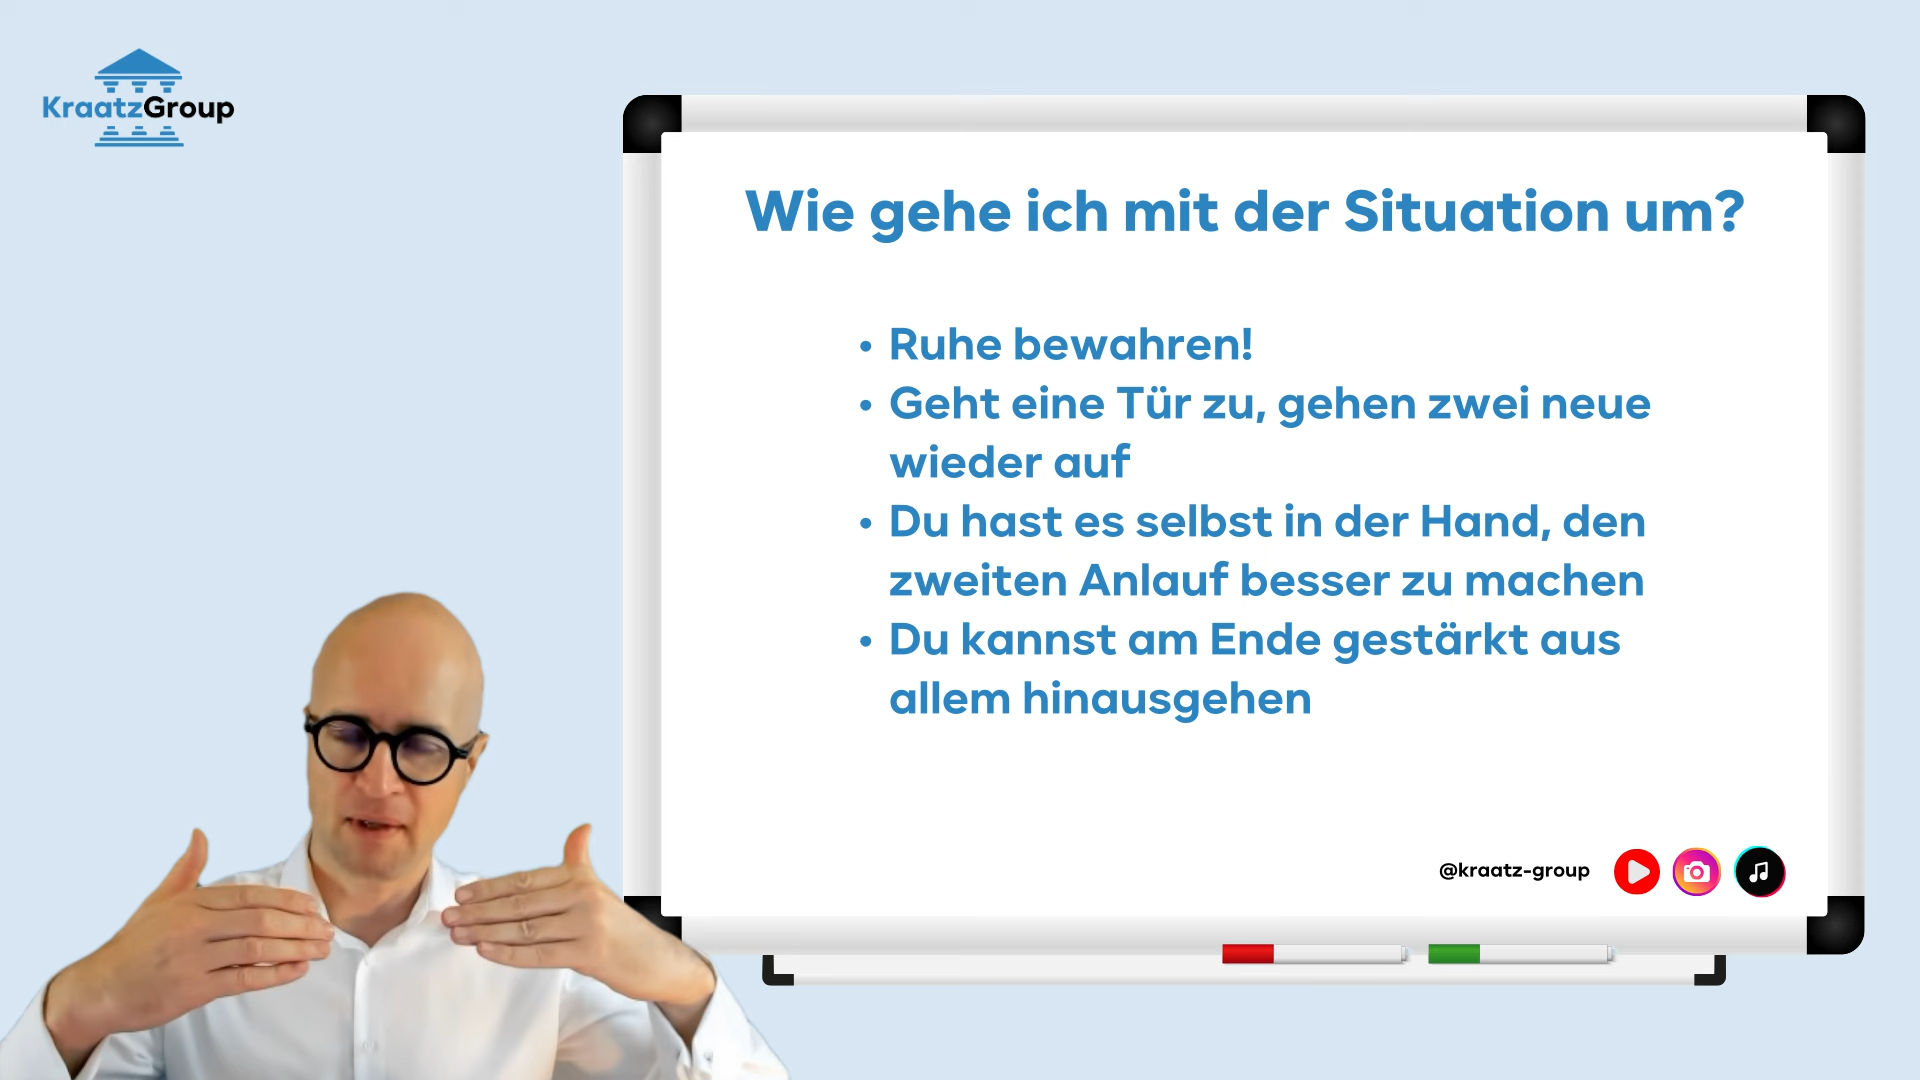 KraatzGroup
Wie gehe ich mit der Situation um?
• Ruhe bewahren!
• Geht eine Tür zu, gehen zwei neue
wieder auf
• Du hast es selbst in der Hand, den
zweiten Anlauf besser zu machen
• Du kannst am Ende gestärkt aus
allem hinausgehen
@kraatz-group